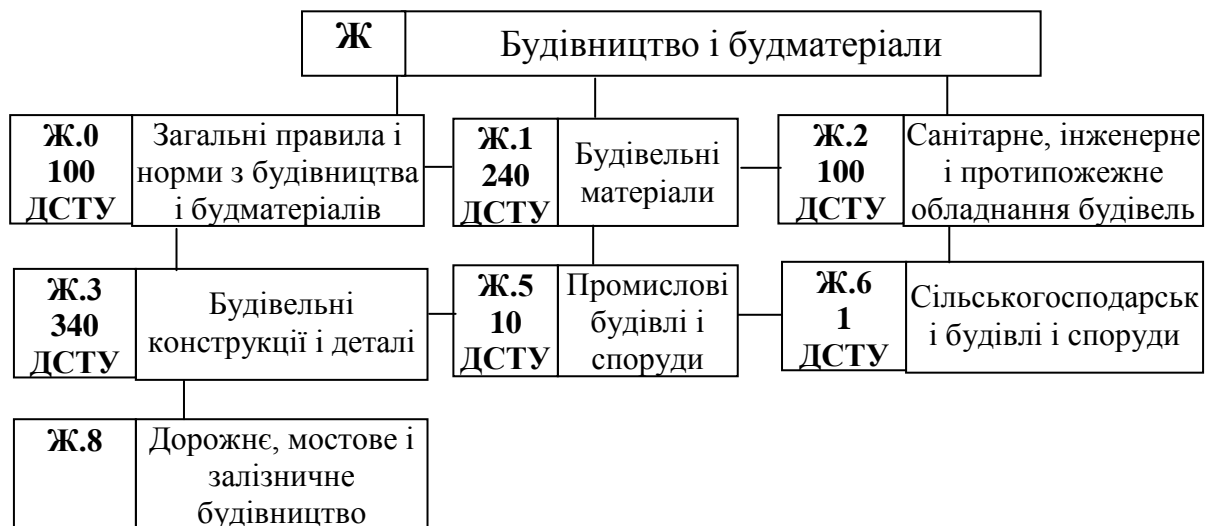 Ж
Будівництво і будматеріали
Ж.0
100
ДСТУ
Загальні правила і
норми з будівництва
і будматеріалів
Ж.1
240
ДСТУ
Будівельні
матеріали
Ж.2
100
ДСТУ
Санітарне, інженерне
і протипожежне
обладнання будівель
Ж.3
340
ДСТУ
Будівельні
конструкції і деталі
Ж.5
10
ДСТУ
Промислові
будівлі і
споруди
Ж.6
1
ДСТУ
Сільськогосподарськ
і будівлі і споруди
Ж.8
Дорожнє, мостове і
залізничне
будівництво